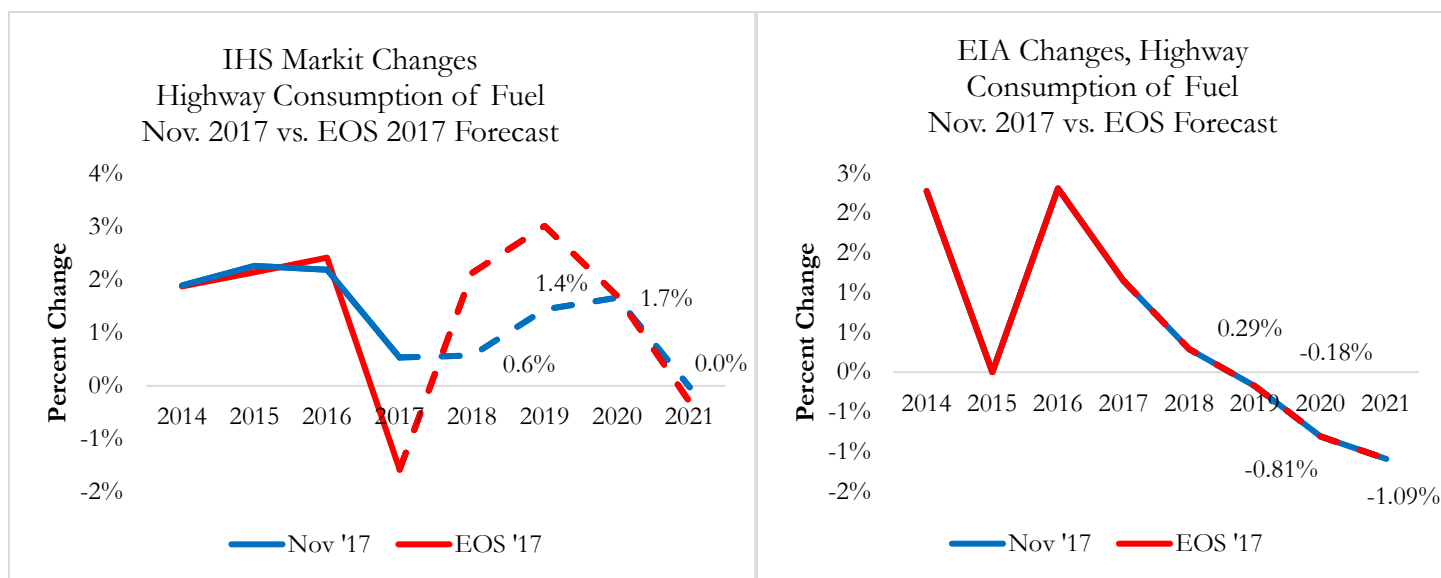 IHS Markit Changes
Highway Consumption of Fuel
Nov. 2017 vs. EOS 2017 Forecast
Percent Change
4%
3%
2%
1%
0%
-1%
-2%
2014 2015 2016 2017 2018 2019 2020 2021
0.6%
1.4%
1.7%
0.0%
Nov '17 EOS '17
EIA Changes, Highway
Consumption of Fuel
Nov. 2017 vs. EOS Forecast
Percent Change
3%
2%
2%
1%
1%
0%
-1%
-1%
-2%
2014 2015 2016 2017 2018 2019 2020 2021
0.29%
-0.18%
-0.81%
-1.09%
Nov '17 EOS '17